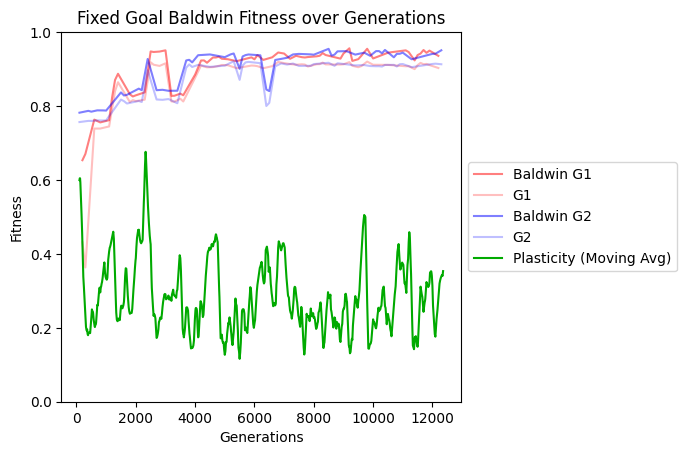 Fixed Goal Baldwin Fitness over Generations
1.0
0.8
0.6
0.4
0.2
0.0
Fitness
0
2000
4000
6000
8000
10000
12000
Generations
Baldwin G1
G1
Baldwin G2
G2
Plasticity (Moving Avg)